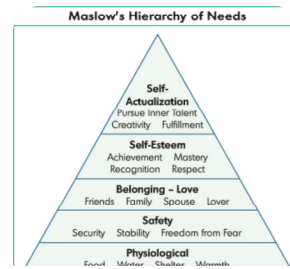 Maslow's Hierarchy of Needs
Self-
Actualization
Pursue Inner Talent
Creativity Fulfillment
Self-Esteem
Achievement Mastery
Recognition Respect
Belonging – Love
Friends Family Spouse Lover
Safety
Security Stability Freedom from Fear
Physiological
Food Water Shelter Warmth